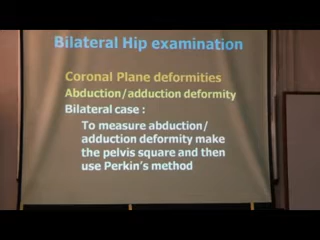 Bilateral Hip examination
Coronal Plane deformities
Abduction/adduction deformity
Bilateral case :
To measure abduction/
adduction deformity make
the pelvis square and then
use Perkin's method